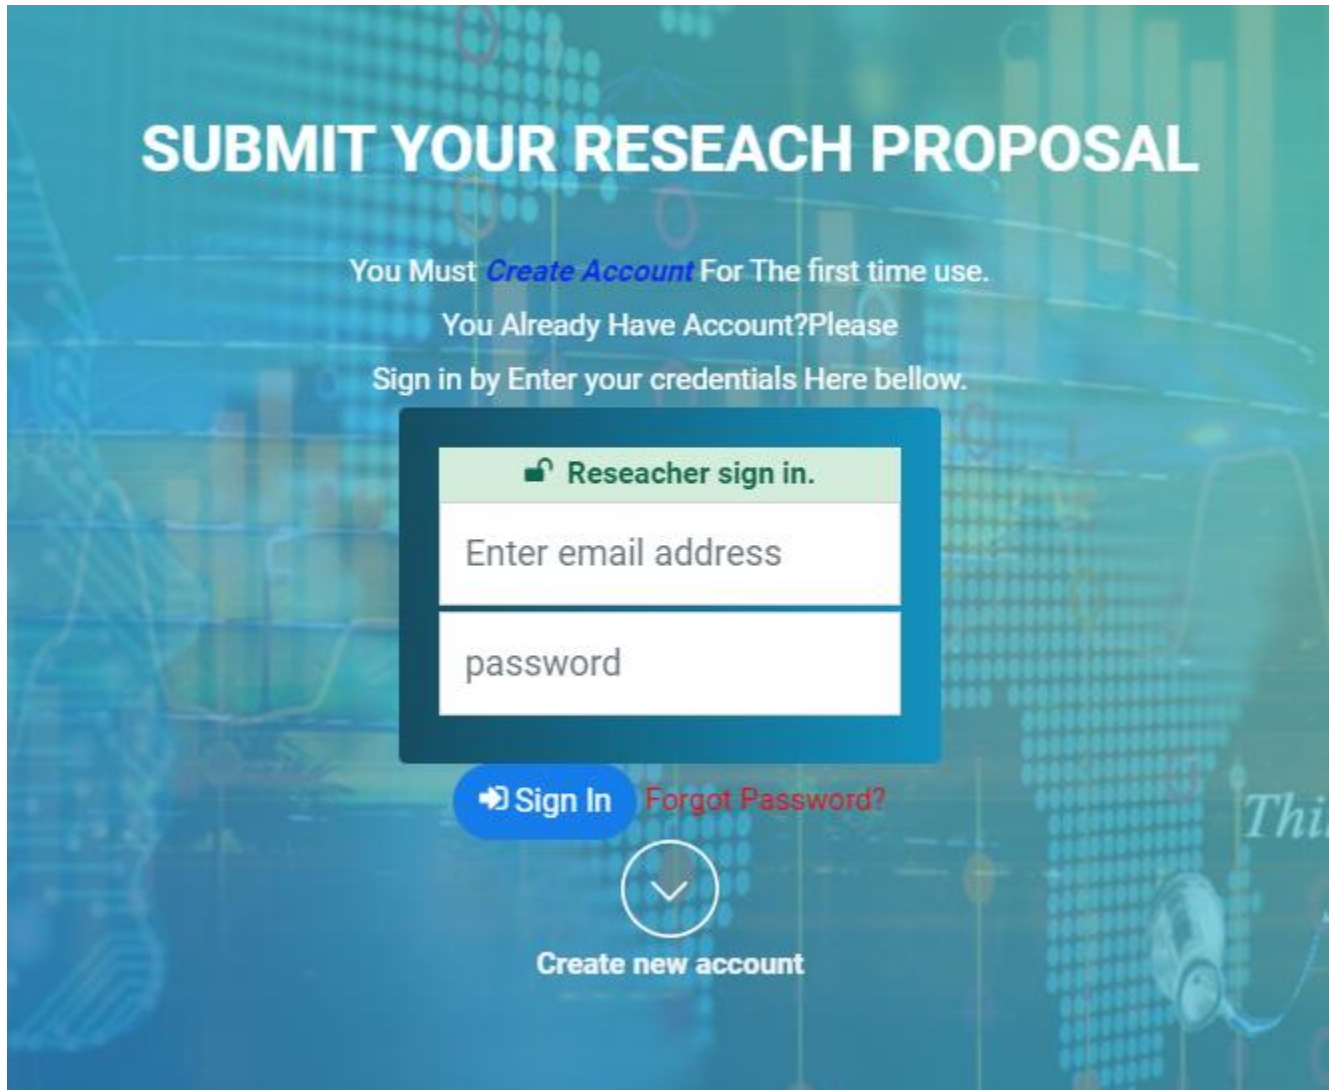 SUBMIT YOUR RESEACH PROPOSAL
You Must Create Account For The first time use.
You Already Have Account?Please
Sign in by Enter your credentials Here bellow.
Reseacher sign in.
Enter email address
password
Sign In Forgot Password?
Thi
Create new account